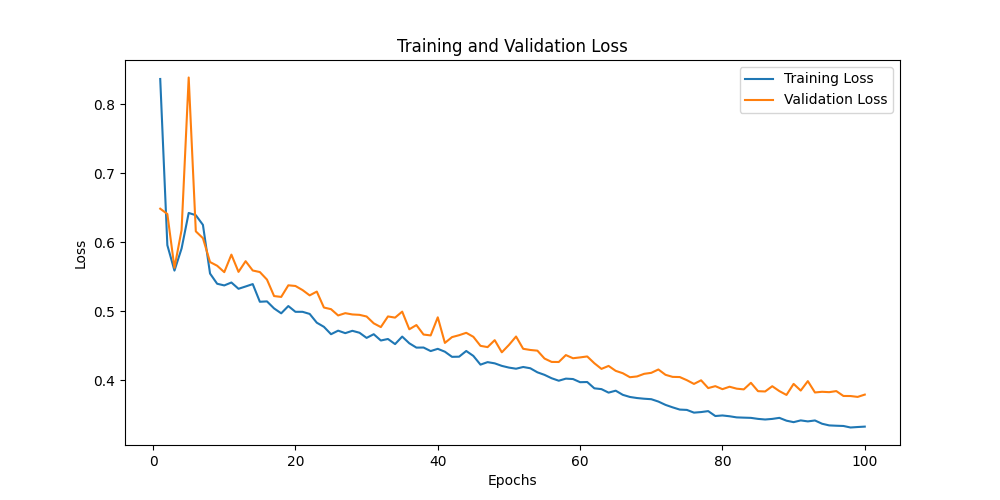 Training and Validation Loss
Training Loss
Validation Loss
Loss
0.8
0.7
0.6
0.5
0.4
0 20 40 60 80 100
Epochs